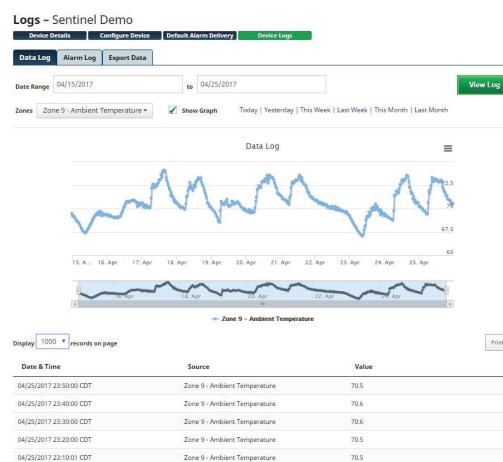 Logs – Sentinel Demo
Device Details Configure Device Default Alarm Delivery Device Logs
Data Log Alarm Log Export Data
Date Range 04/15/2017 to 04/25/2017 View Log
Zones Zone 9 - Ambient Temperature Show Graph Today | Yesterday | This Week | Last Week | This Month | Last Month
Data Log
72.5
70
67.5
65
15. A... 16. Apr 17. Apr 18. Apr 19. Apr 20. Apr 21. Apr 22. Apr 23. Apr 24. Apr 25. Apr
16. Apr 18. Apr 20. Apr 22. Apr 24. Apr
Zone 9 - Ambient Temperature
Display 1000 records on page
Date & Time Source Value
04/25/2017 23:50:00 CDT Zone 9 - Ambient Temperature 70.5
04/25/2017 23:40:00 CDT Zone 9 - Ambient Temperature 70.6
04/25/2017 23:30:00 CDT Zone 9 - Ambient Temperature 70.6
04/25/2017 23:20:00 CDT Zone 9 - Ambient Temperature 70.5
04/25/2017 23:10:01 CDT Zone 9 - Ambient Temperature 70.5